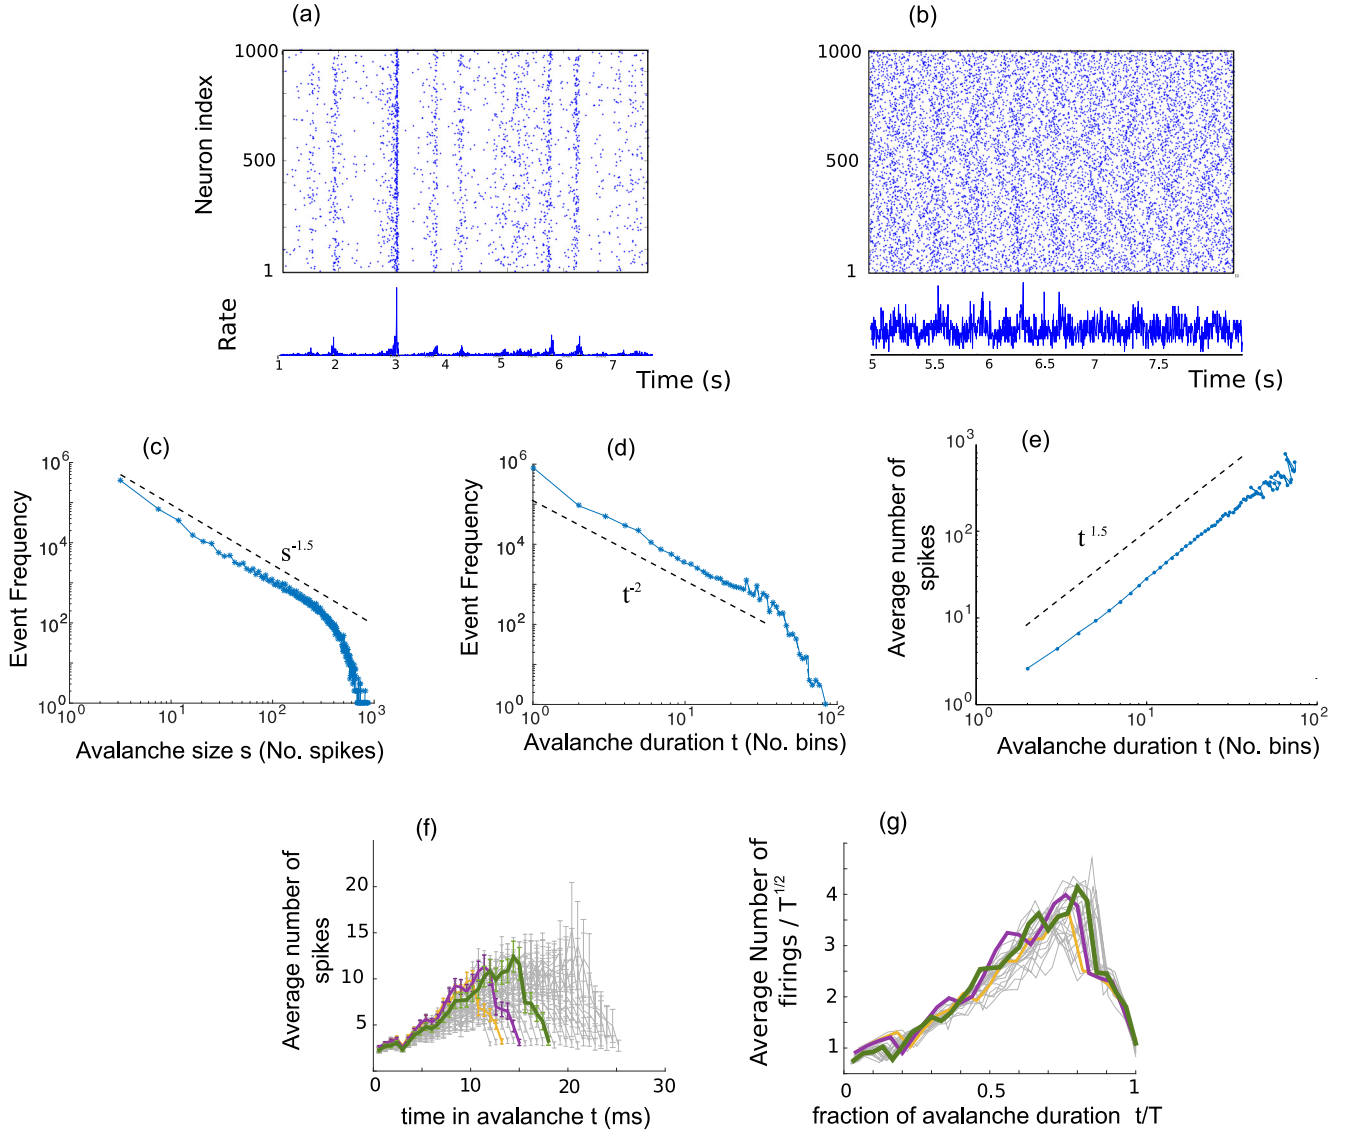 (a)
(b)
1000
500
1
Neuron index
1000
500
1
Rate
1 2 3 4 5 6 7
Time (s)
5 5.5 6 6.5 7 7.5
Time (s)
(c)
10^6
10^4
10^2
10^0
Event Frequency
s^-1.5
10^0 10^1 10^2 10^3
Avalanche size s (No. spikes)
(d)
10^6
10^4
10^2
10^0
Event Frequency
t^-2
10^0 10^1 10^2
Avalanche duration t (No. bins)
(e)
10^3
10^2
10^1
10^0
Average number of
spikes
t^1.5
10^0 10^1 10^2
Avalanche duration t (No. bins)
(f)
20
15
10
5
Average number of
spikes
0 10 20 30
time in avalanche t (ms)
(g)
4
3
2
1
Average Number of
firings / T^1/2
0 0.5 1
fraction of avalanche duration t/T